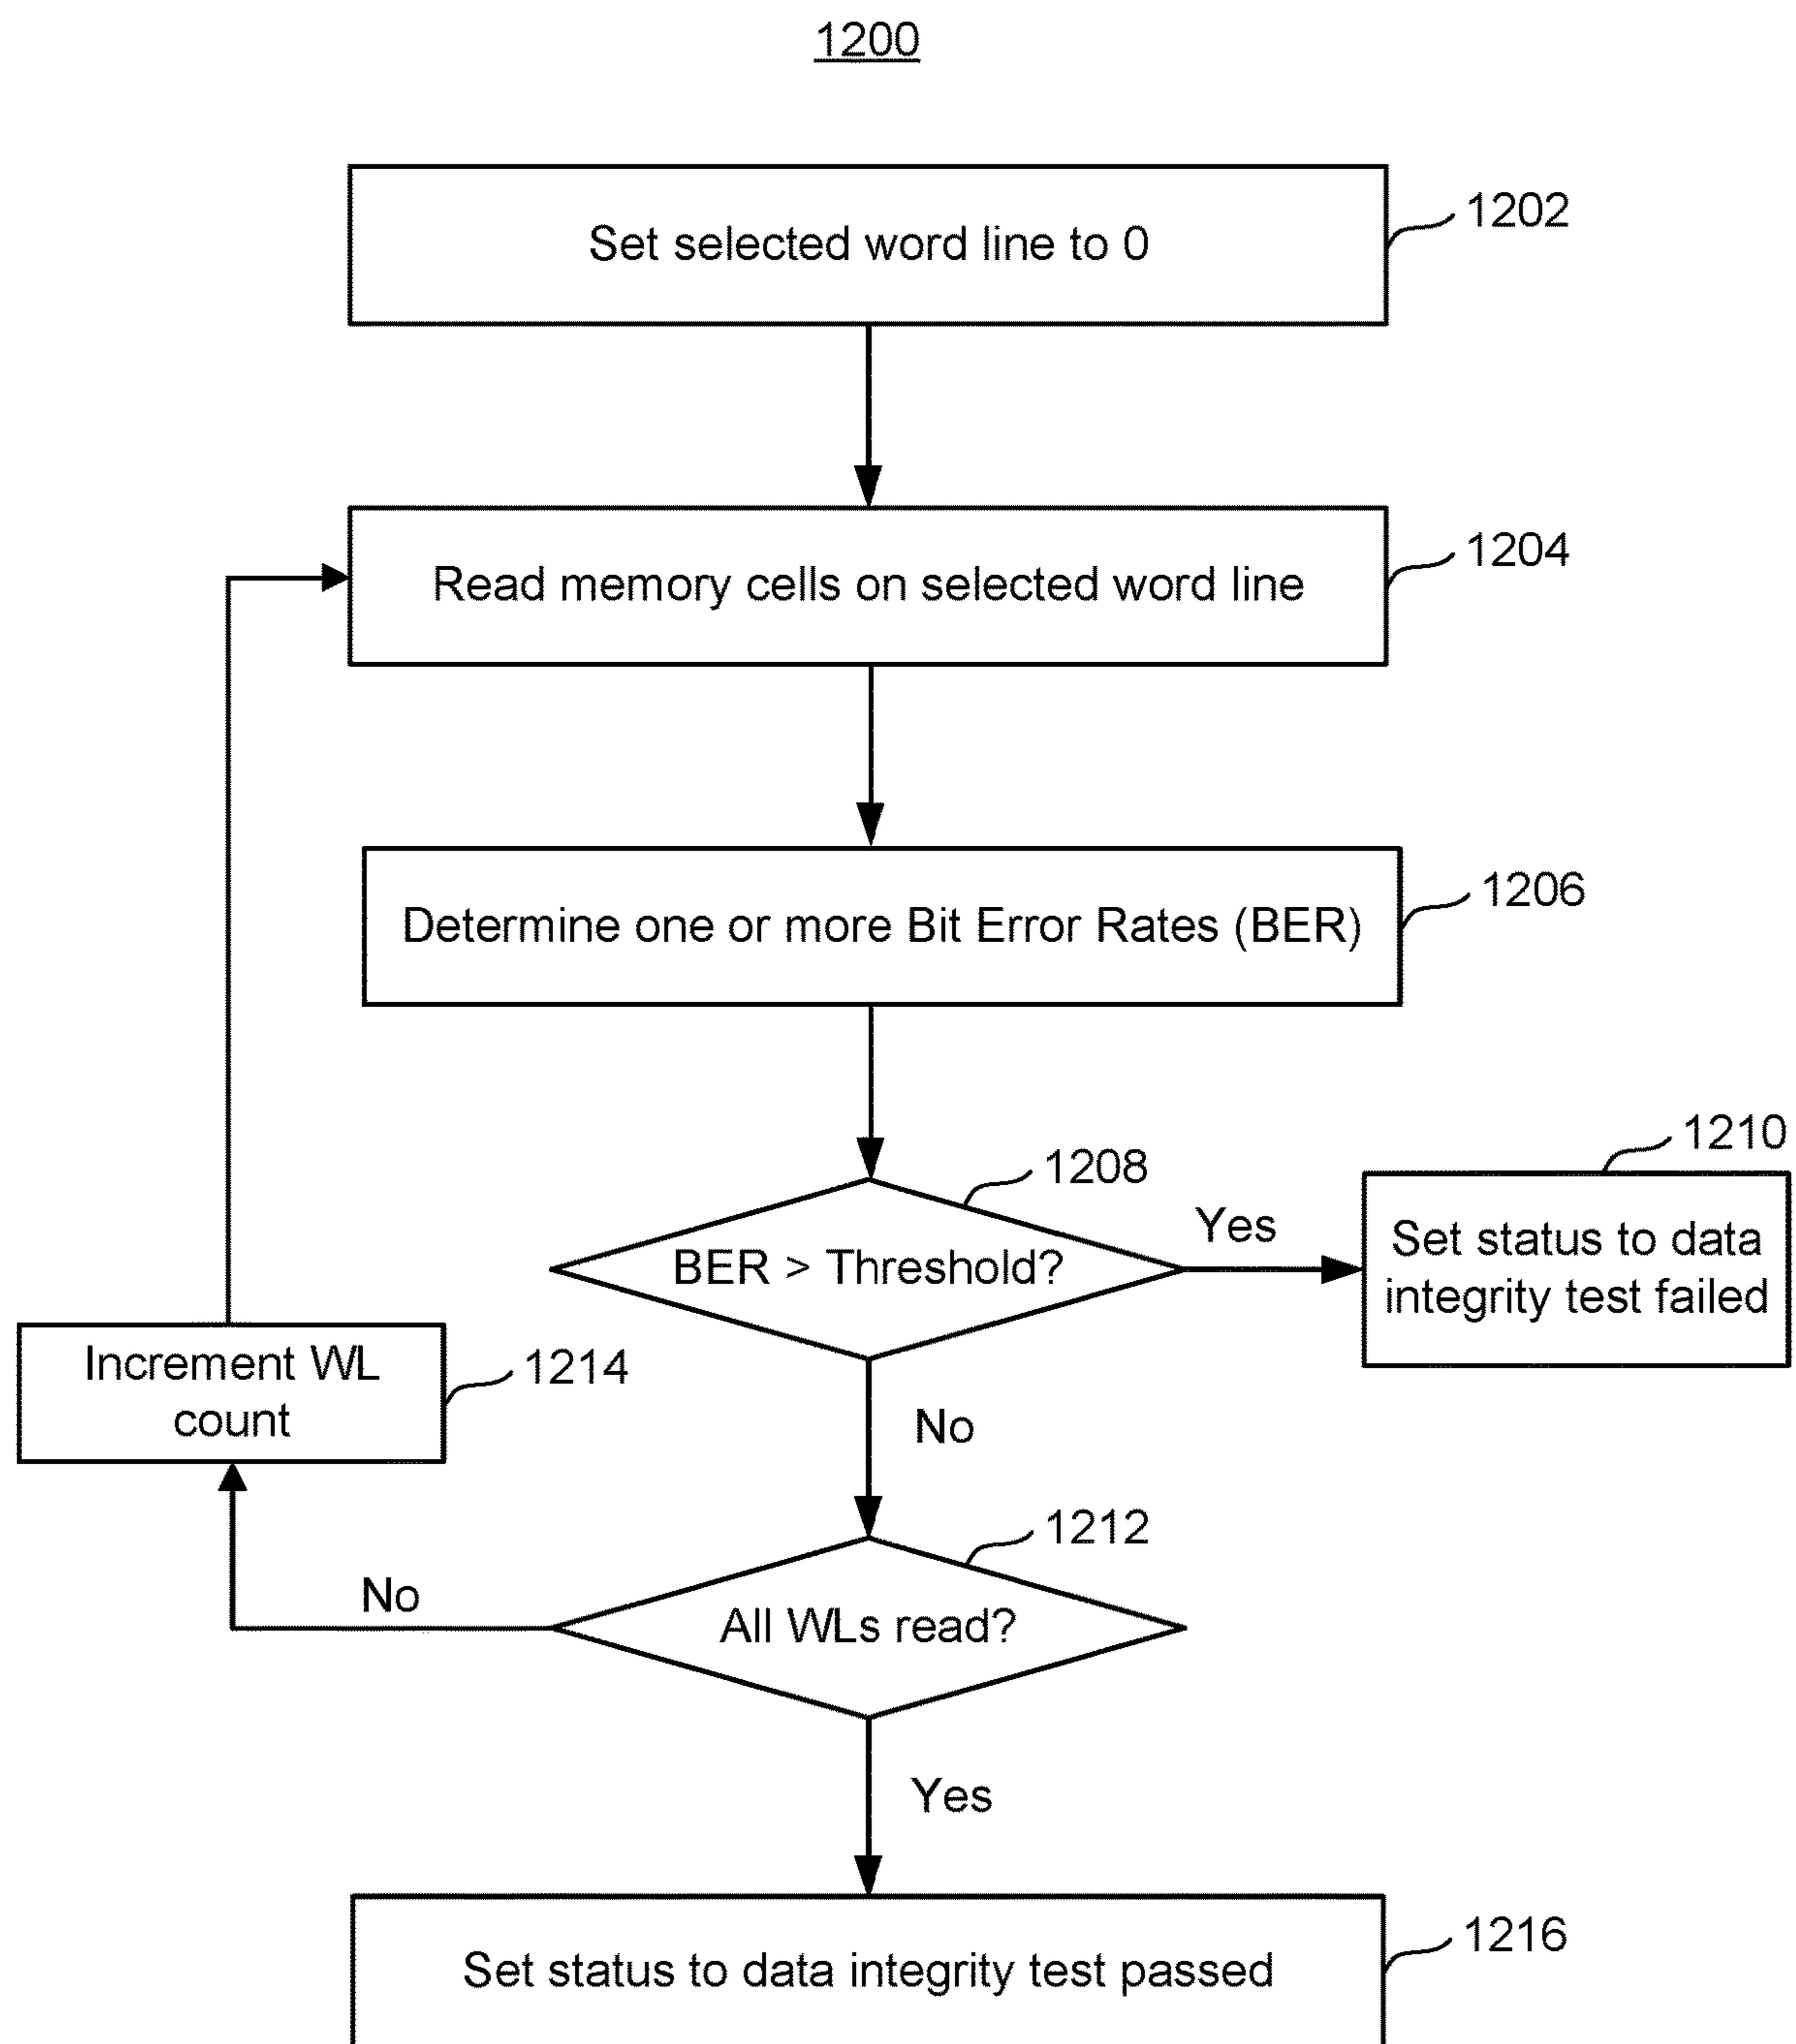 1200
Set selected word line to 0
1202
Read memory cells on selected word line
1204
Determine one or more Bit Error Rates (BER)
1206
BER > Threshold?
1208
Yes
1210
Set status to data
integrity test failed
Increment WL
count
1214
No
All WLs read?
1212
No
Yes
Set status to data integrity test passed
1216